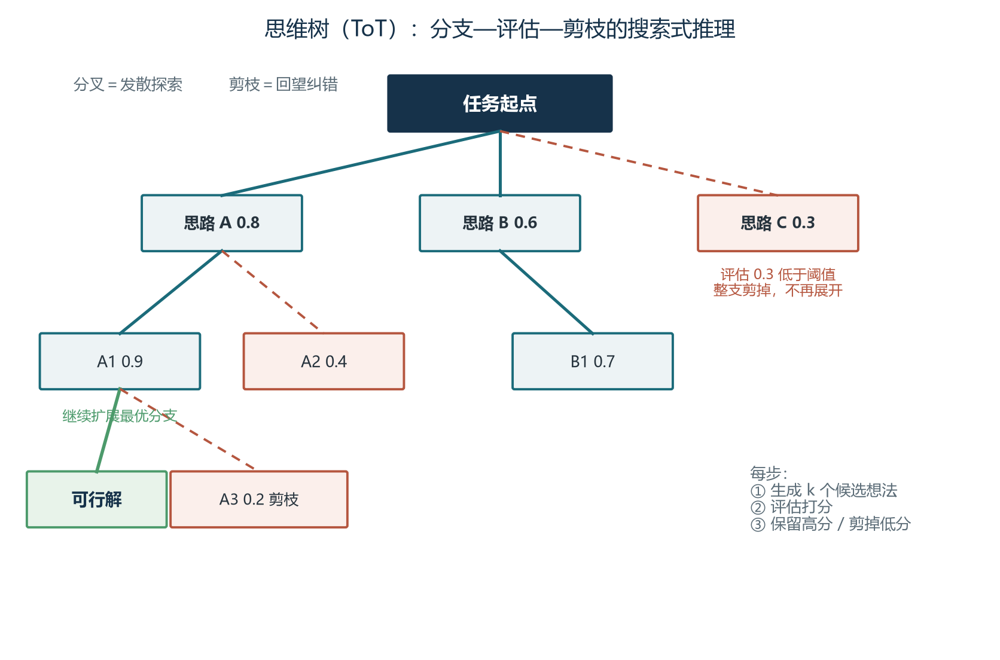 思维树（ToT）：分支—评估—剪枝的搜索式推理
分叉 = 发散探索
剪枝 = 回望纠错
任务起点
思路 A 0.8
思路 B 0.6
思路 C 0.3
评估 0.3 低于阈值
整支剪掉，不再展开
A1 0.9
A2 0.4
B1 0.7
继续扩展最优分支
可行解
A3 0.2 剪枝
每步：
① 生成 k 个候选想法
② 评估打分
③ 保留高分 / 剪掉低分